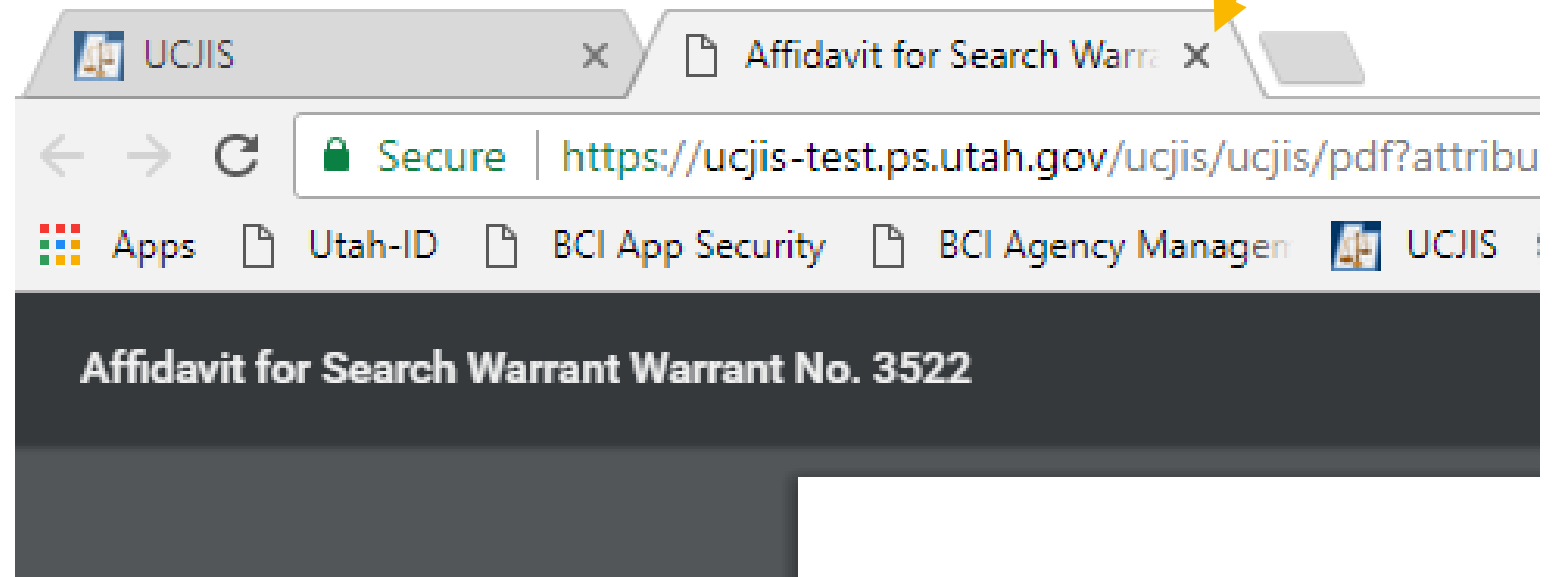 UCJIS Affidavit for Search Warra
Secure https://ucjis-test.ps.utah.gov/ucjis/ucjis/pdf?attribu
Apps Utah-ID BCI App Security BCI Agency Managem UCJIS
Affidavit for Search Warrant Warrant No. 3522